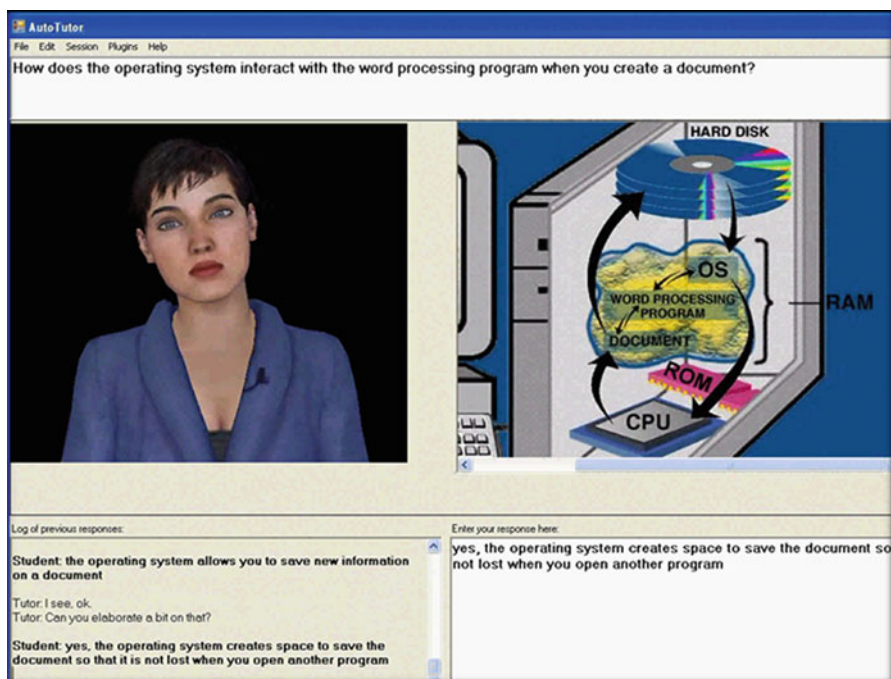 AutoTutor
File Edit Session Plugins Help
How does the operating system interact with the word processing program when you create a document?
HARD DISK
OS
WORD PROCESSING
PROGRAM
DOCUMENT
RAM
ROM
CPU
Log of previous responses:
Student: the operating system allows you to save new information
on a document
Tutor: I see, ok.
Tutor: Can you elaborate a bit on that?
Student: yes, the operating system creates space to save the
document so that it is not lost when you open another program
Enter your response here:
yes, the operating system creates space to save the document so
not lost when you open another program